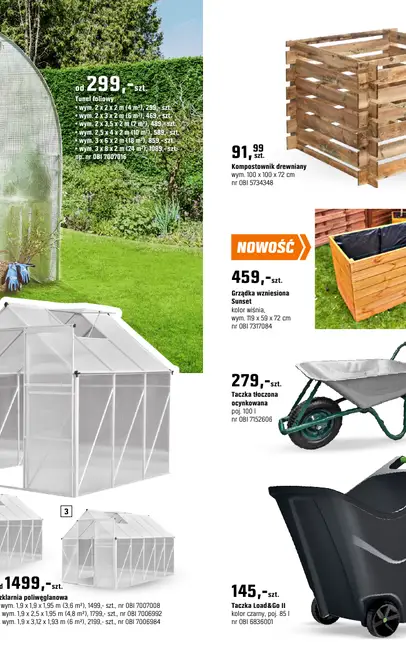 od 299,-szt.
Tunel foliowy
• wym. 2 x 2 x 2 m (4 m²), 299,- szt.
• wym. 2 x 3 x 2 m (6 m²), 469,- szt.
• wym. 2 x 3,5 x 2 m (7 m²), 489,- szt.
• wym. 2,5 x 4 x 2 m (10 m²), 589,- szt.
• wym. 3 x 6 x 2 m (18 m²), 859,- szt.
• wym. 3 x 8 x 2 m (24 m²), 1099,- szt.
np. nr OBI 7007016
91,99 szt.
Kompostownik drewniany
wym. 100 x 100 x 72 cm
nr OBI 5734348
NOWOŚĆ
459,-szt.
Grządka wzniesiona
Sunset
kolor wiśnia,
wym. 119 x 59 x 72 cm
nr OBI 7317084
279,-szt.
Taczka tłoczona
ocynkowana
poj. 100 l
nr OBI 7152606
3
d 1499,-szt.
zklarnia poliwęglanowa
wym. 1,9 x 1,9 x 1,95 m (3,6 m²), 1499,- szt., nr OBI 7007008
wym. 1,9 x 2,5 x 1,95 m (4,8 m²), 1799,- szt., nr OBI 7006992
wym. 1,9 x 3,12 x 1,93 m (6 m²), 2199,- szt., nr OBI 7006984
145,-szt.
Taczka Load&Go II
kolor czarny, poj. 85 l
nr OBI 6836001